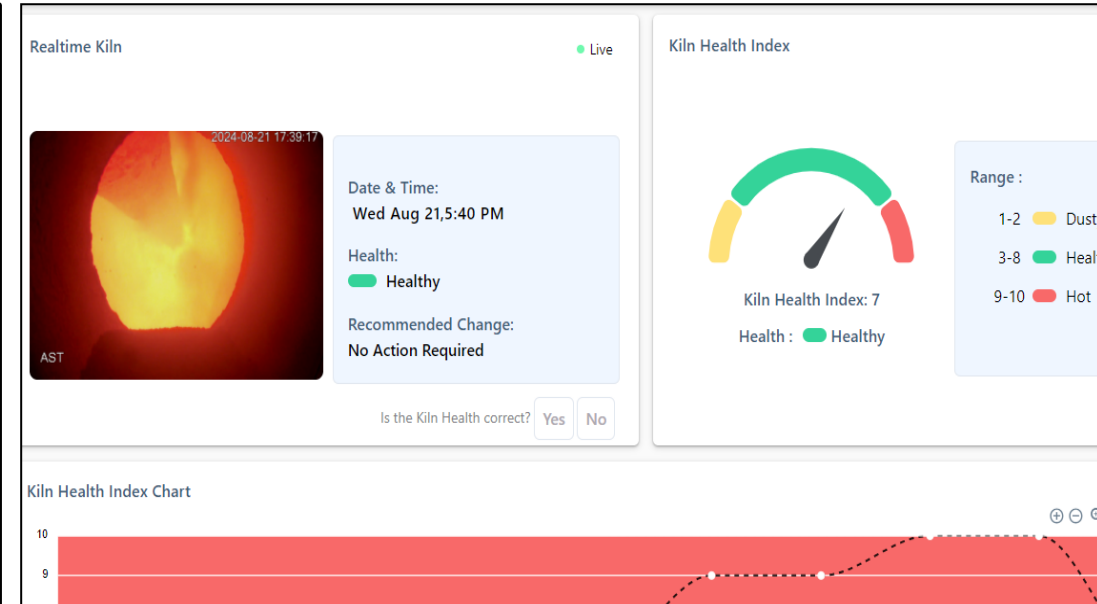 Realtime Kiln
Live
2024-08-21 17:39:17
AST
Date & Time:
Wed Aug 21,5:40 PM
Health:
Healthy
Recommended Change:
No Action Required
Is the Kiln Health correct? Yes No
Kiln Health Index
Kiln Health Index: 7
Health : Healthy
Range :
1-2 Dust
3-8 Heal
9-10 Hot
Kiln Health Index Chart
10
9